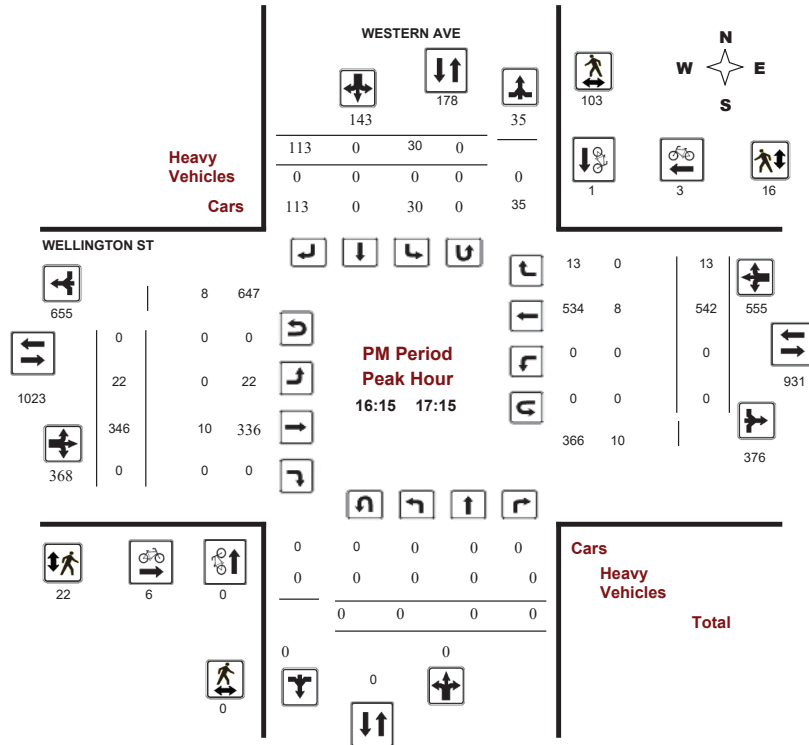 WESTERN AVE
N
W E
S
178
103
143 35
113 0 30 0
Heavy
Vehicles
0 0 0 0 0
Cars
113 0 30 0 35
1 3 16
WELLINGTON ST
655
8 647
13 0 13
555
534 8 542
0 0 0
0 0 0
1023
PM Period
Peak Hour
16:15 17:15
0 0 0
931
22 0 22
346 10 336
366 10
376
368
0 0 0
0 0 0 0 0
Cars
0 0 0 0 0
Heavy
Vehicles
22 6 0
0 0 0 0
Total
0 0
0
0